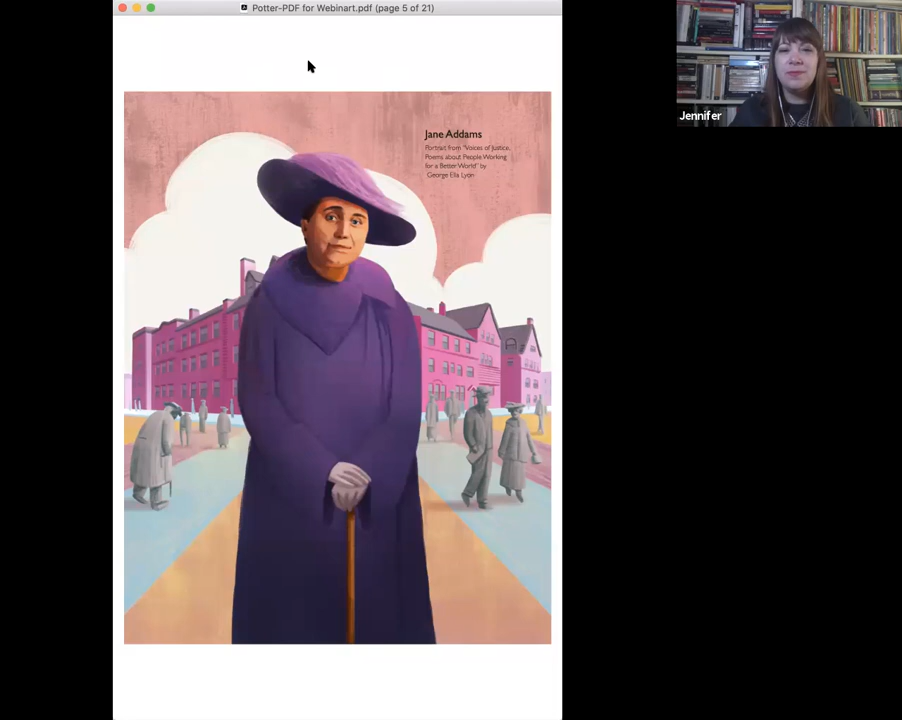 Potter-PDF for Webinart.pdf (page 5 of 21)
Jane Addams
Portrait from "Voices of Justice,
Poems about People Working
for a Better World" by
George Ella Lyon
Jennifer